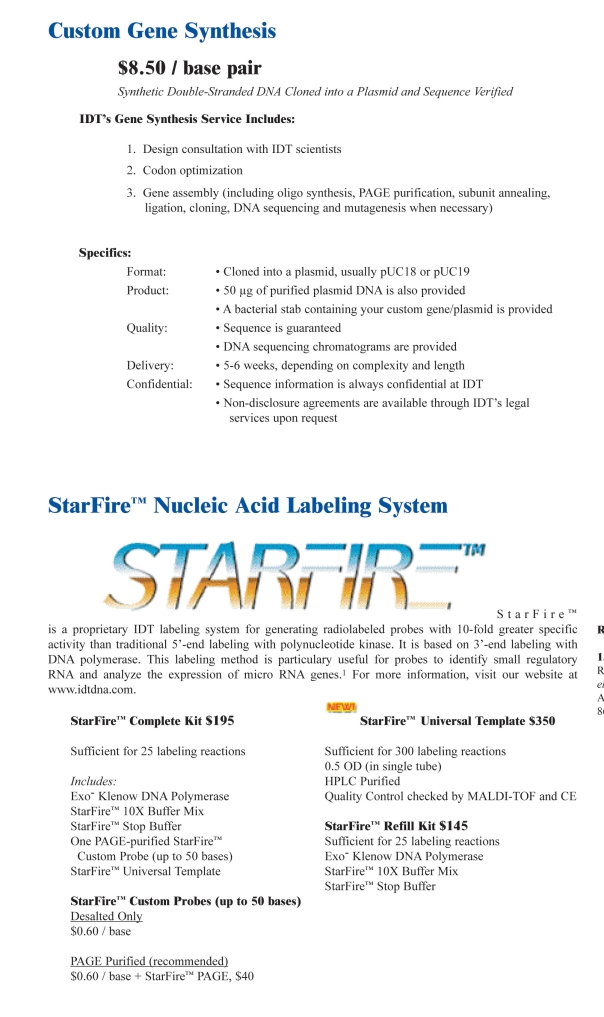 Custom Gene Synthesis
$8.50 / base pair
Synthetic Double-Stranded DNA Cloned into a Plasmid and Sequence Verified
IDT's Gene Synthesis Service Includes:
1. Design consultation with IDT scientists
2. Codon optimization
3. Gene assembly (including oligo synthesis, PAGE purification, subunit annealing,
ligation, cloning, DNA sequencing and mutagenesis when necessary)
Specifics:
Format: • Cloned into a plasmid, usually pUC18 or pUC19
Product: • 50 µg of purified plasmid DNA is also provided
• A bacterial stab containing your custom gene/plasmid is provided
Quality: • Sequence is guaranteed
• DNA sequencing chromatograms are provided
Delivery: • 5-6 weeks, depending on complexity and length
Confidential: • Sequence information is always confidential at IDT
• Non-disclosure agreements are available through IDT's legal
services upon request
StarFire™ Nucleic Acid Labeling System
STARFIRE™
StarFire™
is a proprietary IDT labeling system for generating radiolabeled probes with 10-fold greater specific
activity than traditional 5'-end labeling with polynucleotide kinase. It is based on 3'-end labeling with
DNA polymerase. This labeling method is particulary useful for probes to identify small regulatory
RNA and analyze the expression of micro RNA genes.¹ For more information, visit our website at
www.idtdna.com.
StarFire™ Complete Kit $195
Sufficient for 25 labeling reactions
Includes:
Exo⁻ Klenow DNA Polymerase
StarFire™ 10X Buffer Mix
StarFire™ Stop Buffer
One PAGE-purified StarFire™
Custom Probe (up to 50 bases)
StarFire™ Universal Template
StarFire™ Custom Probes (up to 50 bases)
Desalted Only
$0.60 / base
PAGE Purified (recommended)
$0.60 / base + StarFire™ PAGE, $40
NEW!
StarFire™ Universal Template $350
Sufficient for 300 labeling reactions
0.5 OD (in single tube)
HPLC Purified
Quality Control checked by MALDI-TOF and CE
StarFire™ Refill Kit $145
Sufficient for 25 labeling reactions
Exo⁻ Klenow DNA Polymerase
StarFire™ 10X Buffer Mix
StarFire™ Stop Buffer